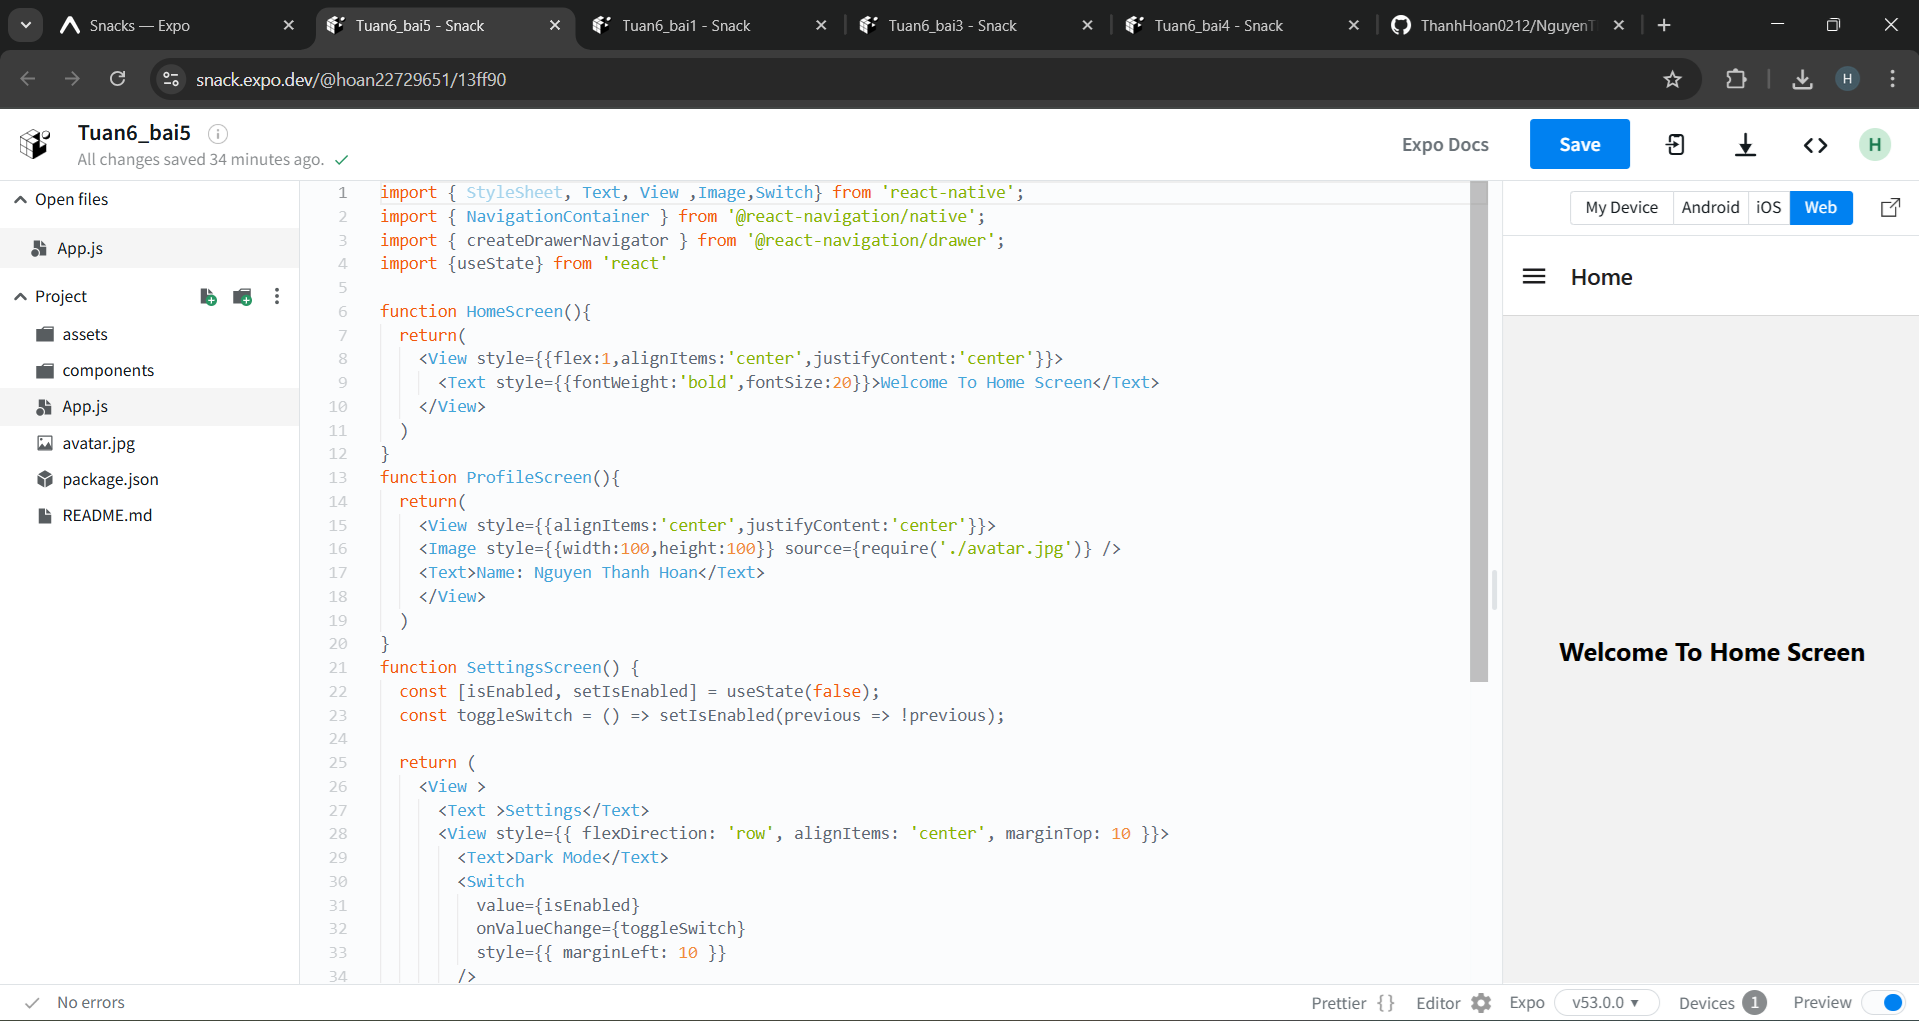 Snacks — Expo
Tuan6_bai5 - Snack
Tuan6_bai1 - Snack
Tuan6_bai3 - Snack
Tuan6_bai4 - Snack
ThanhHoan0212/NguyenT
snack.expo.dev/@hoan22729651/13ff90
H
Tuan6_bai5
All changes saved 34 minutes ago.
Expo Docs
Save
H
Open files
App.js
Project
assets
components
App.js
avatar.jpg
package.json
README.md
1 import { StyleSheet, Text, View ,Image,Switch} from 'react-native';
2 import { NavigationContainer } from '@react-navigation/native';
3 import { createDrawerNavigator } from '@react-navigation/drawer';
4 import {useState} from 'react'
5
6 function HomeScreen(){
7 return(
8 <View style={{flex:1,alignItems:'center',justifyContent:'center'}}>
9 <Text style={{fontWeight:'bold',fontSize:20}}>Welcome To Home Screen</Text>
10 </View>
11 )
12 }
13 function ProfileScreen(){
14 return(
15 <View style={{alignItems:'center',justifyContent:'center'}}>
16 <Image style={{width:100,height:100}} source={require('./avatar.jpg')} />
17 <Text>Name: Nguyen Thanh Hoan</Text>
18 </View>
19 )
20 }
21 function SettingsScreen() {
22 const [isEnabled, setIsEnabled] = useState(false);
23 const toggleSwitch = () => setIsEnabled(previous => !previous);
24
25 return (
26 <View >
27 <Text >Settings</Text>
28 <View style={{ flexDirection: 'row', alignItems: 'center', marginTop: 10 }}>
29 <Text>Dark Mode</Text>
30 <Switch
31 value={isEnabled}
32 onValueChange={toggleSwitch}
33 style={{ marginLeft: 10 }}
34 />
My Device
Android
iOS
Web
Home
Welcome To Home Screen
No errors
Prettier {}
Editor
Expo
v53.0.0
Devices 1
Preview